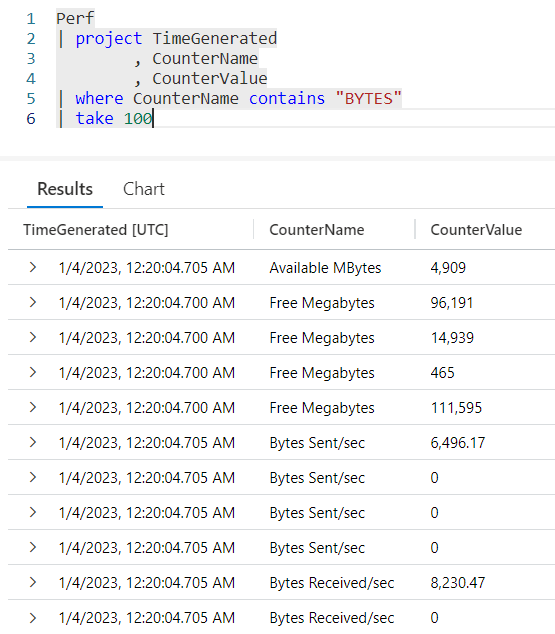 1 Perf
2 | project TimeGenerated
3 , CounterName
4 , CounterValue
5 | where CounterName contains "BYTES"
6 | take 100
Results Chart
TimeGenerated [UTC] CounterName CounterValue
> 1/4/2023, 12:20:04.705 AM Available MBytes 4,909
> 1/4/2023, 12:20:04.700 AM Free Megabytes 96,191
> 1/4/2023, 12:20:04.700 AM Free Megabytes 14,939
> 1/4/2023, 12:20:04.700 AM Free Megabytes 465
> 1/4/2023, 12:20:04.700 AM Free Megabytes 111,595
> 1/4/2023, 12:20:04.705 AM Bytes Sent/sec 6,496.17
> 1/4/2023, 12:20:04.705 AM Bytes Sent/sec 0
> 1/4/2023, 12:20:04.705 AM Bytes Sent/sec 0
> 1/4/2023, 12:20:04.705 AM Bytes Sent/sec 0
> 1/4/2023, 12:20:04.705 AM Bytes Received/sec 8,230.47
> 1/4/2023, 12:20:04.705 AM Bytes Received/sec 0